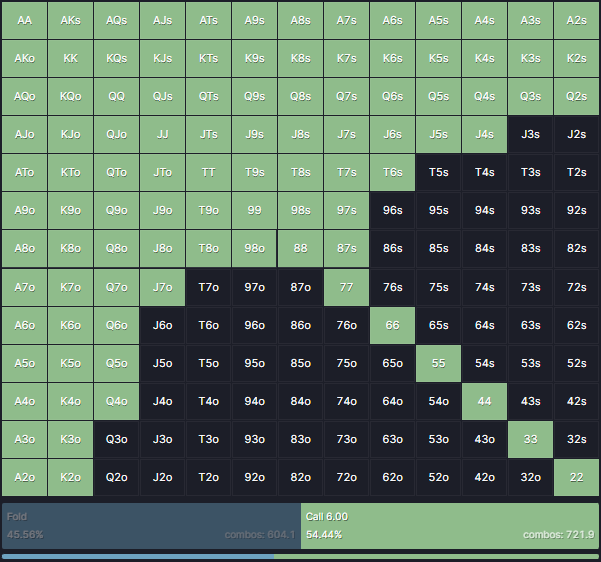 AA AKs AQs AJs ATs A9s A8s A7s A6s A5s A4s A3s A2s
AKo KK KQs KJs KTs K9s K8s K7s K6s K5s K4s K3s K2s
AQo KQo QQ QJs QTs Q9s Q8s Q7s Q6s Q5s Q4s Q3s Q2s
AJo KJo QJo JJ JTs J9s J8s J7s J6s J5s J4s J3s J2s
ATo KTo QTo JTo TT T9s T8s T7s T6s T5s T4s T3s T2s
A9o K9o Q9o J9o T9o 99 98s 97s 96s 95s 94s 93s 92s
A8o K8o Q8o J8o T8o 98o 88 87s 86s 85s 84s 83s 82s
A7o K7o Q7o J7o T7o 97o 87o 77 76s 75s 74s 73s 72s
A6o K6o Q6o J6o T6o 96o 86o 76o 66 65s 64s 63s 62s
A5o K5o Q5o J5o T5o 95o 85o 75o 65o 55 54s 53s 52s
A4o K4o Q4o J4o T4o 94o 84o 74o 64o 54o 44 43s 42s
A3o K3o Q3o J3o T3o 93o 83o 73o 63o 53o 43o 33 32s
A2o K2o Q2o J2o T2o 92o 82o 72o 62o 52o 42o 32o 22
Fold Call 6.00
45.56% combos: 604.1 54.44% combos: 721.9